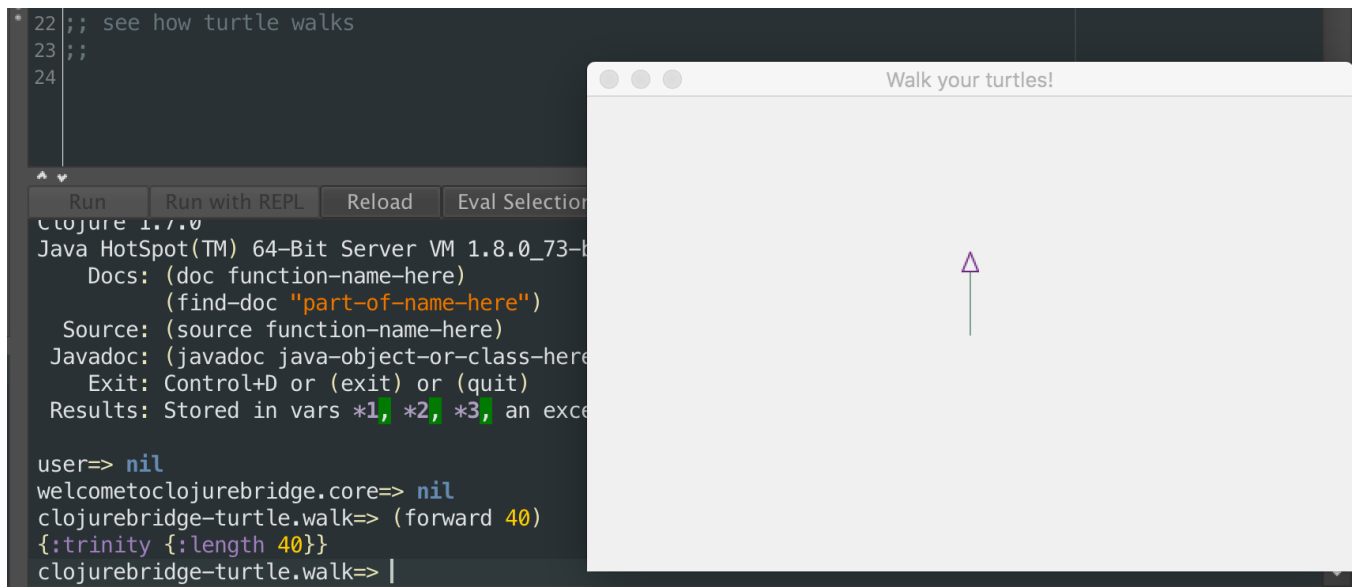 22 ;; see how turtle walks
23 ;;
24
Walk your turtles!
Run Run with REPL Reload Eval Selection
Clojure 1.7.0
Java HotSpot(TM) 64-Bit Server VM 1.8.0_73-b
Docs: (doc function-name-here)
(find-doc "part-of-name-here")
Source: (source function-name-here)
Javadoc: (javadoc java-object-or-class-here
Exit: Control+D or (exit) or (quit)
Results: Stored in vars *1, *2, *3, an exce
user=> nil
welcometoclojurebridge.core=> nil
clojurebridge-turtle.walk=> (forward 40)
{:trinity {:length 40}}
clojurebridge-turtle.walk=>